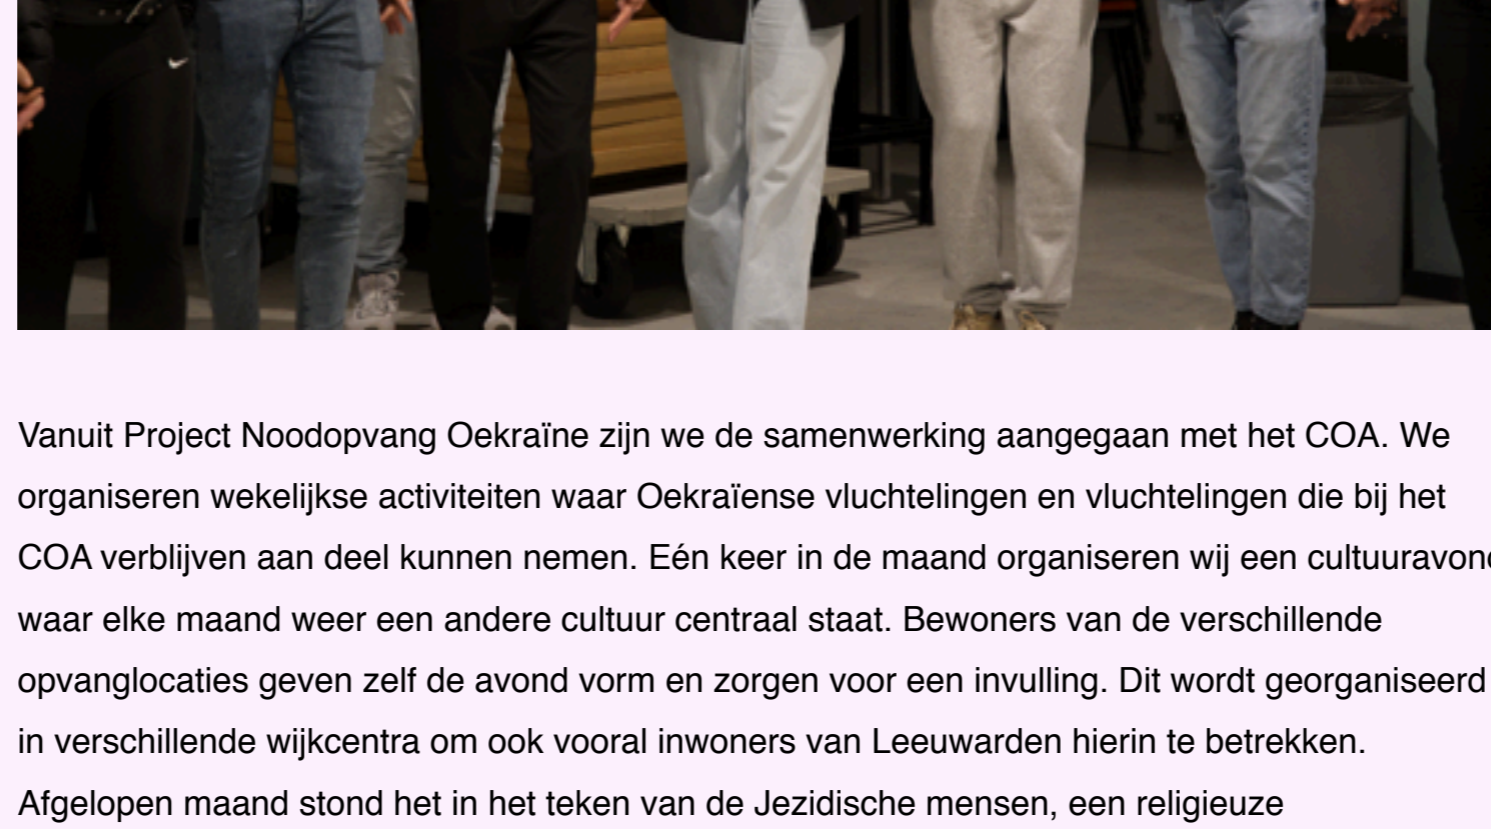 Vanuit Project Noodopvang Oekraïne zijn we de samenwerking aangegaan met het COA. We
organiseren wekelijkse activiteiten waar Oekraïense vluchtelingen en vluchtelingen die bij het
COA verblijven aan deel kunnen nemen. Eén keer in de maand organiseren wij een cultuuravond
waar elke maand weer een andere cultuur centraal staat. Bewoners van de verschillende
opvanglocaties geven zelf de avond vorm en zorgen voor een invulling. Dit wordt georganiseerd
in verschillende wijkcentra om ook vooral inwoners van Leeuwarden hierin te betrekken.
Afgelopen maand stond het in het teken van de Jezidische mensen, een religieuze